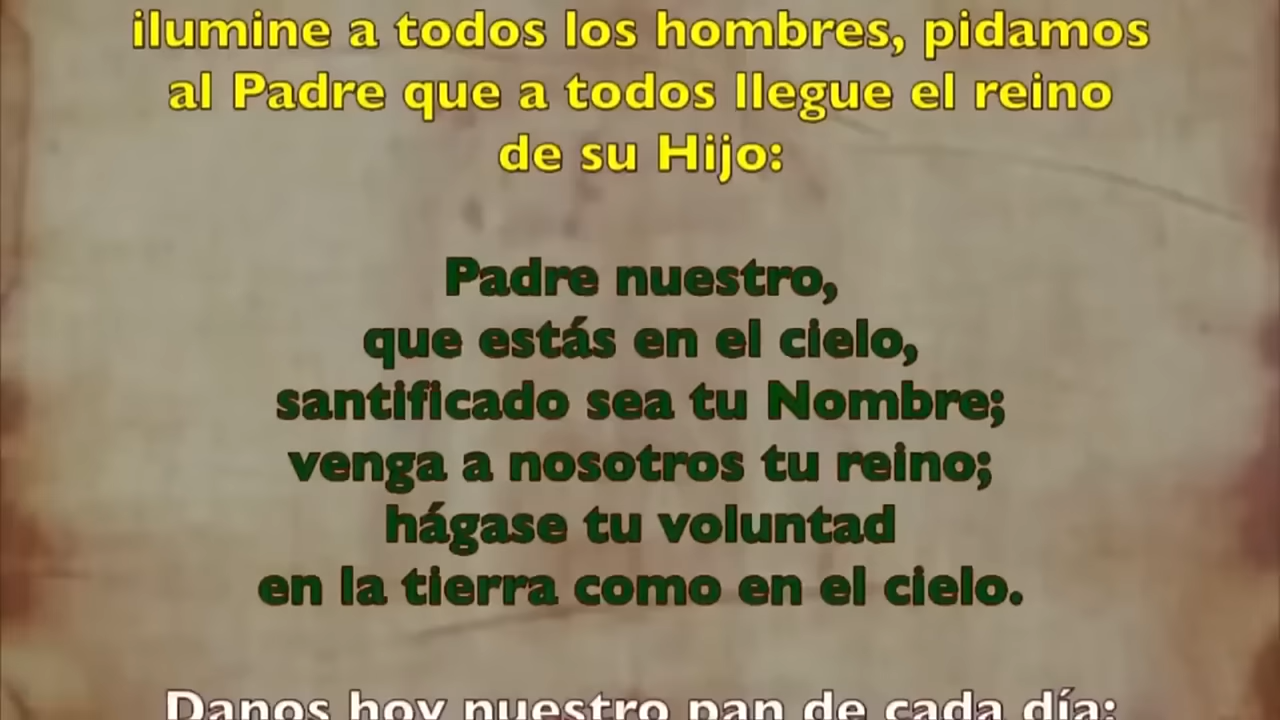 ilumine a todos los hombres, pidamos
al Padre que a todos llegue el reino
de su Hijo:
Padre nuestro,
que estás en el cielo,
santificado sea tu Nombre;
venga a nosotros tu reino;
hágase tu voluntad
en la tierra como en el cielo.
Danos hoy nuestro pan de cada día;